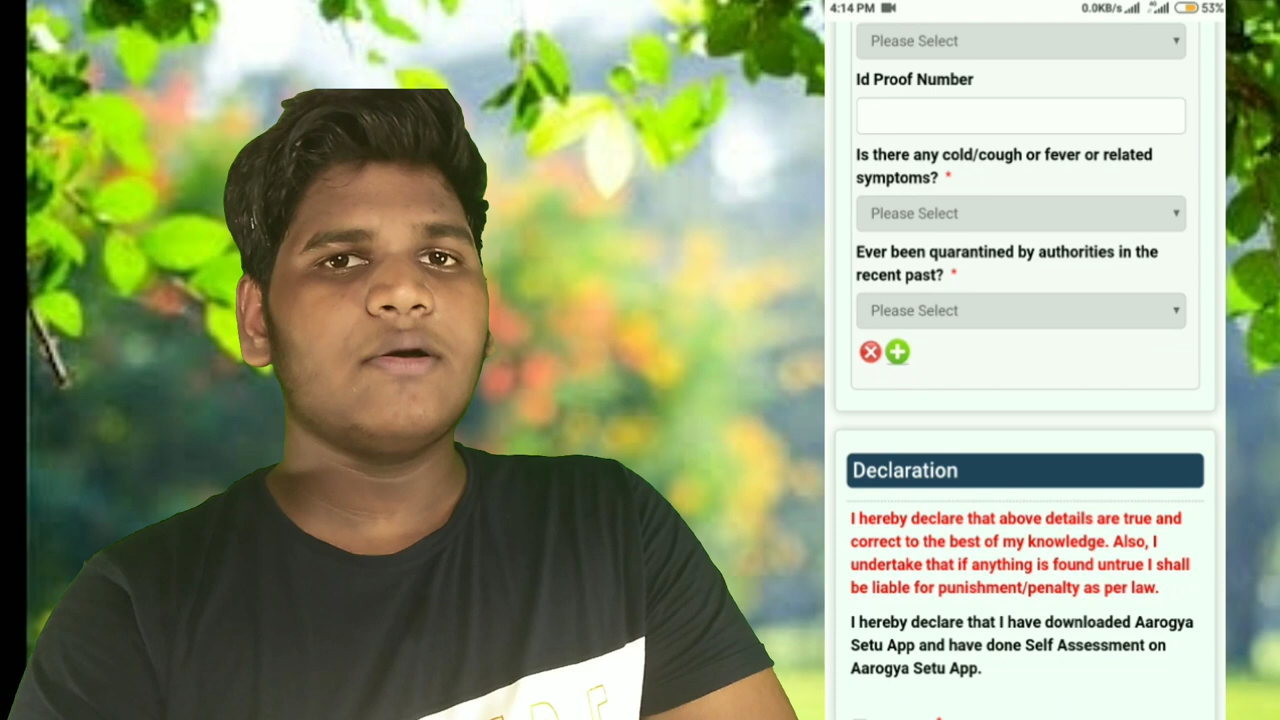 4:14 PM
0.0KB/s
4G
53%
Please Select
Id Proof Number
Is there any cold/cough or fever or related
symptoms? *
Please Select
Ever been quarantined by authorities in the
recent past? *
Please Select
Declaration
I hereby declare that above details are true and
correct to the best of my knowledge. Also, I
undertake that if anything is found untrue I shall
be liable for punishment/penalty as per law.
I hereby declare that I have downloaded Aarogya
Setu App and have done Self Assessment on
Aarogya Setu App.